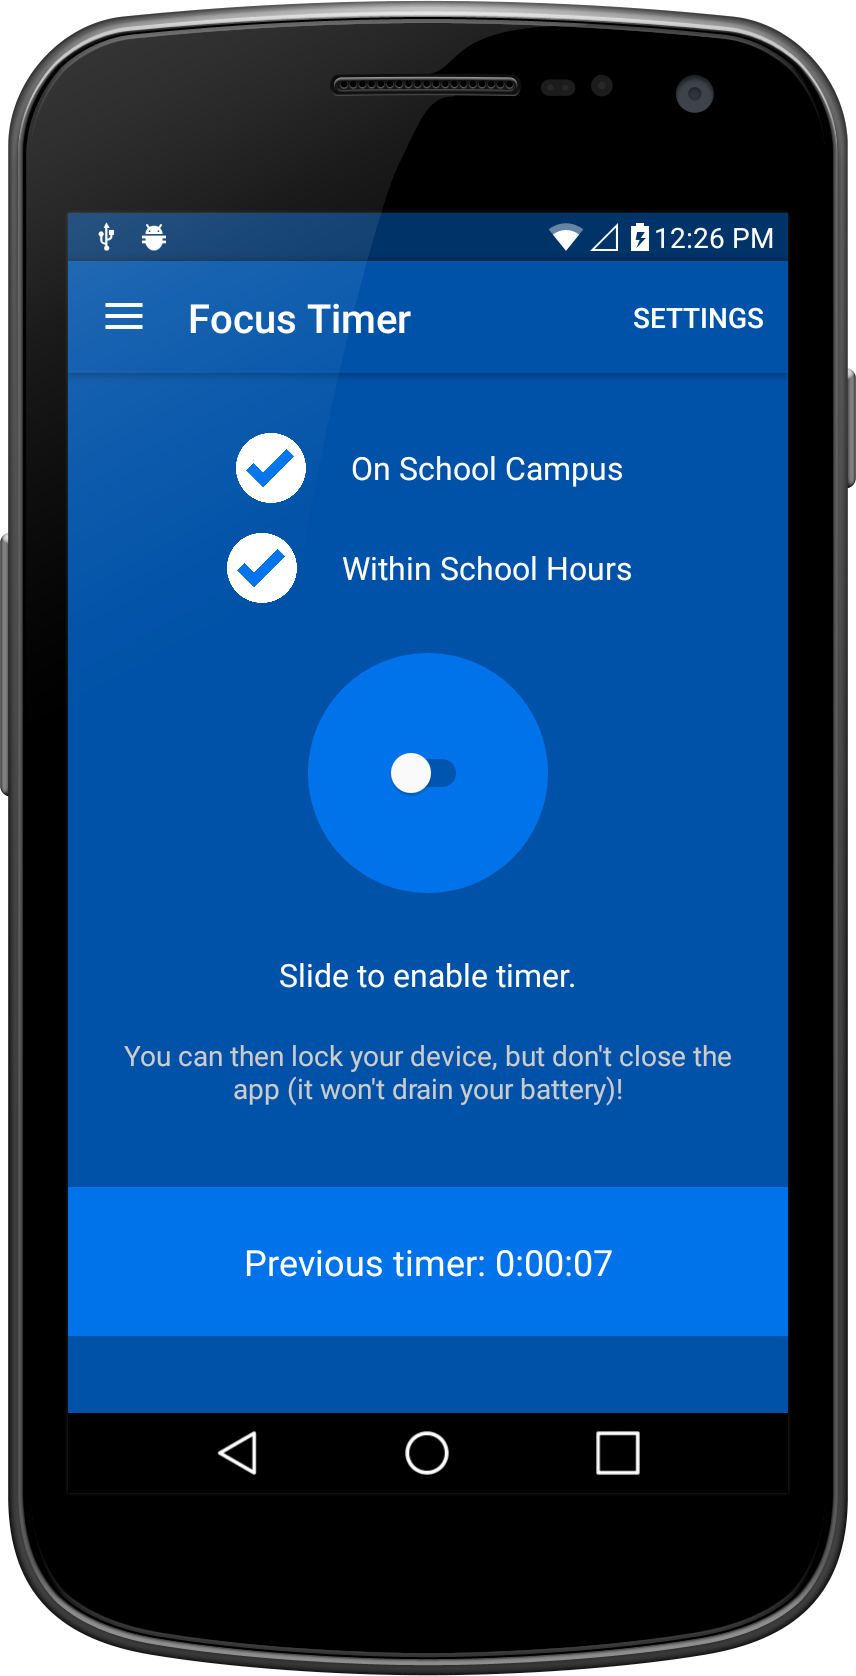 12:26 PM
Focus Timer
SETTINGS
On School Campus
Within School Hours
Slide to enable timer.
You can then lock your device, but don't close the
app (it won't drain your battery)!
Previous timer: 0:00:07